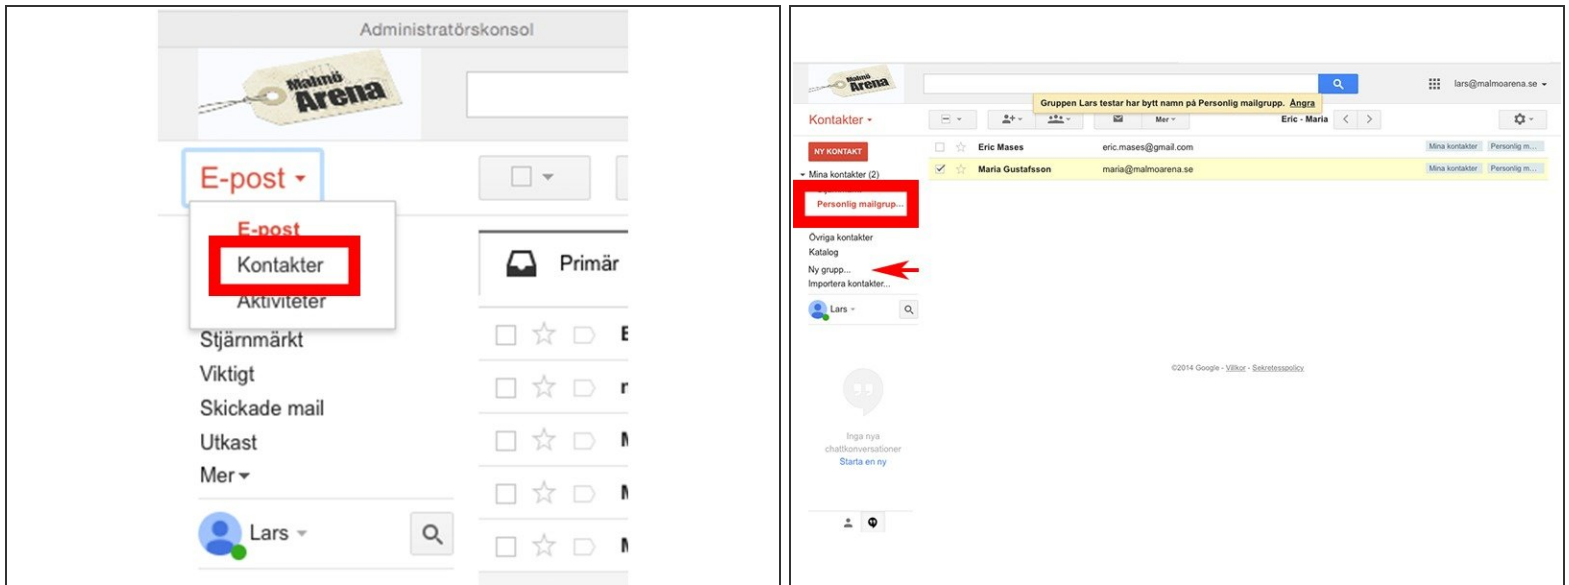 Administratörskonsol
Malmö
Arena
E-post
E-post
Kontakter
Aktiviteter
Primär
Stjärnmärkt
Viktigt
Skickade mail
Utkast
Mer
Lars
Malmö
Arena
lars@malmoarena.se
Gruppen Lars testar har bytt namn på Personlig mailgrupp. Ångra
Kontakter
Mer
Eric - Maria
NY KONTAKT
Eric Mases eric.mases@gmail.com Mina kontakter Personlig m...
Mina kontakter (2)
Maria Gustafsson maria@malmoarena.se Mina kontakter Personlig m...
Personlig mailgrup...
Övriga kontakter
Katalog
Ny grupp...
Importera kontakter...
Lars
©2014 Google - Villkor - Sekretesspolicy
Inga nya
chattkonversationer
Starta en ny